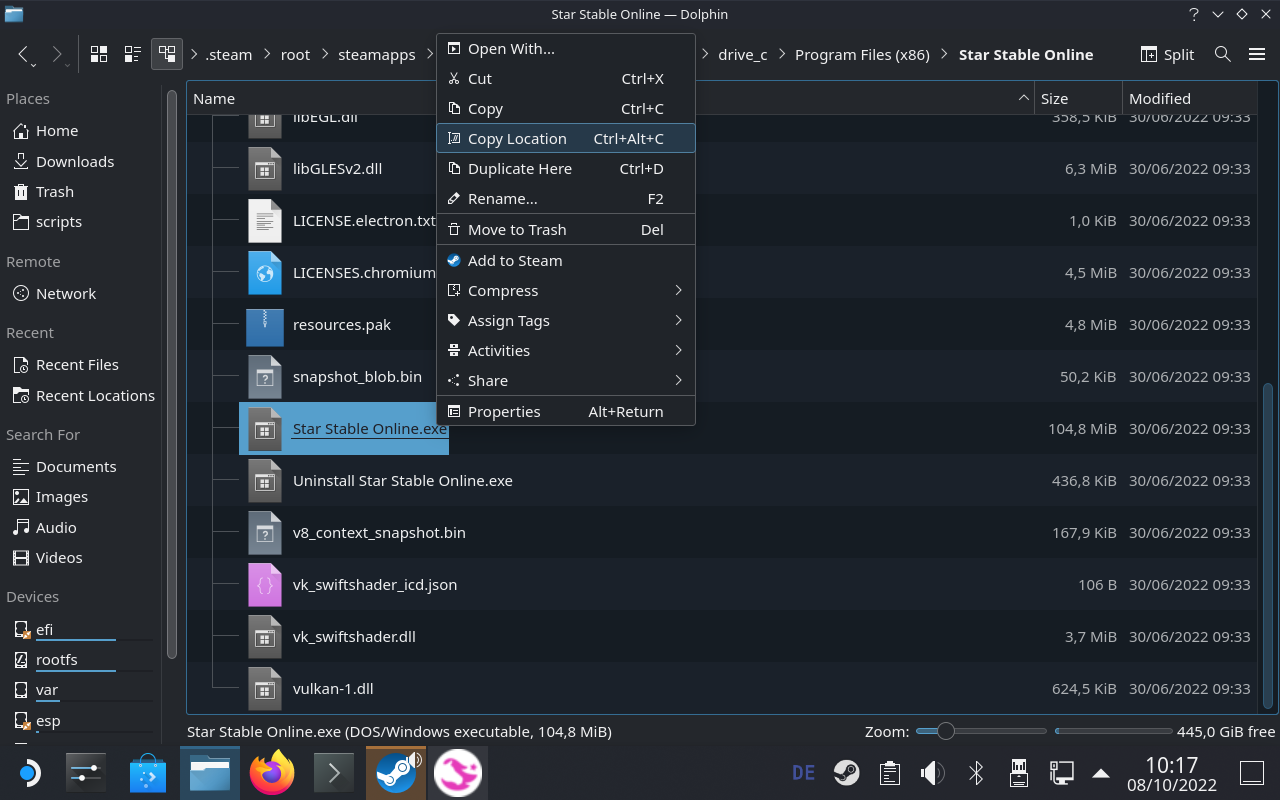 Star Stable Online — Dolphin
.steam
root
steamapps
drive_c
Program Files (x86)
Star Stable Online
Split
Places
Home
Downloads
Trash
scripts
Remote
Network
Recent
Recent Files
Recent Locations
Search For
Documents
Images
Audio
Videos
Devices
efi
rootfs
var
esp
Name Size Modified
libEGL.dll 358,5 KiB 30/06/2022 09:33
libGLESv2.dll 6,3 MiB 30/06/2022 09:33
LICENSE.electron.txt 1,0 KiB 30/06/2022 09:33
LICENSES.chromium 4,5 MiB 30/06/2022 09:33
resources.pak 4,8 MiB 30/06/2022 09:33
snapshot_blob.bin 50,2 KiB 30/06/2022 09:33
Star Stable Online.exe 104,8 MiB 30/06/2022 09:33
Uninstall Star Stable Online.exe 436,8 KiB 30/06/2022 09:33
v8_context_snapshot.bin 167,9 KiB 30/06/2022 09:33
vk_swiftshader_icd.json 106 B 30/06/2022 09:33
vk_swiftshader.dll 3,7 MiB 30/06/2022 09:33
vulkan-1.dll 624,5 KiB 30/06/2022 09:33
Open With...
Cut Ctrl+X
Copy Ctrl+C
Copy Location Ctrl+Alt+C
Duplicate Here Ctrl+D
Rename... F2
Move to Trash Del
Add to Steam
Compress
Assign Tags
Activities
Share
Properties Alt+Return
Star Stable Online.exe (DOS/Windows executable, 104,8 MiB)
Zoom:
445,0 GiB free
DE
10:17
08/10/2022